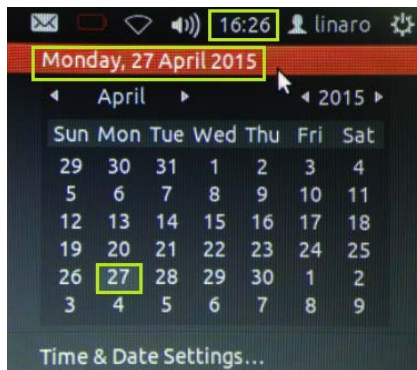 16:26 linaro
Monday, 27 April 2015
April 2015
Sun Mon Tue Wed Thu Fri Sat
29 30 31 1 2 3 4
5 6 7 8 9 10 11
12 13 14 15 16 17 18
19 20 21 22 23 24 25
26 27 28 29 30 1 2
3 4 5 6 7 8 9
Time & Date Settings...